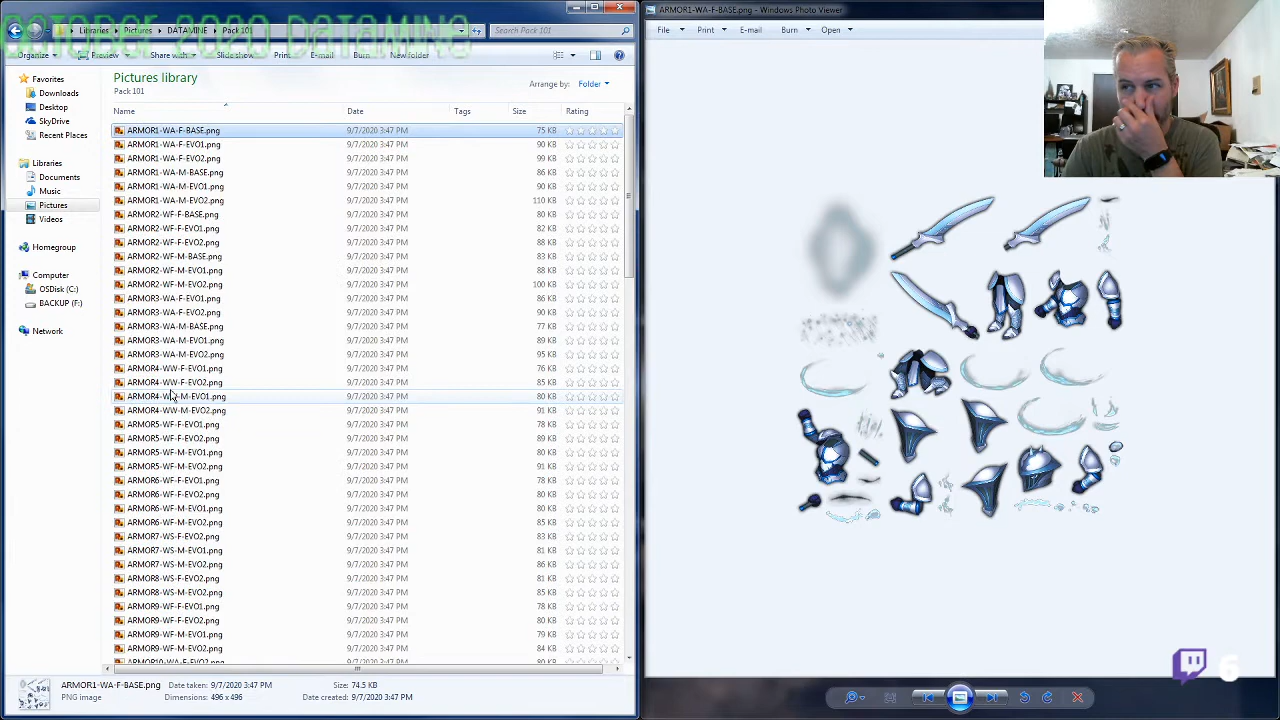 OCTOBER 2020 DATAMINE
Libraries ▸ Pictures ▸ DATAMINE ▸ Pack 101
Search Pack 101
Organize Preview Share with Slide show Print E-mail Burn New folder
Favorites
Downloads
Desktop
SkyDrive
Recent Places
Libraries
Documents
Music
Pictures
Videos
Homegroup
Computer
OSDisk (C:)
BACKUP (F:)
Network
Pictures library
Pack 101
Arrange by: Folder
Name Date Tags Size Rating
ARMOR1-WA-F-BASE.png 9/7/2020 3:47 PM 75 KB
ARMOR1-WA-F-EVO1.png 9/7/2020 3:47 PM 90 KB
ARMOR1-WA-F-EVO2.png 9/7/2020 3:47 PM 99 KB
ARMOR1-WA-M-BASE.png 9/7/2020 3:47 PM 86 KB
ARMOR1-WA-M-EVO1.png 9/7/2020 3:47 PM 90 KB
ARMOR1-WA-M-EVO2.png 9/7/2020 3:47 PM 110 KB
ARMOR2-WF-F-BASE.png 9/7/2020 3:47 PM 80 KB
ARMOR2-WF-F-EVO1.png 9/7/2020 3:47 PM 86 KB
ARMOR2-WF-F-EVO2.png 9/7/2020 3:47 PM 88 KB
ARMOR2-WF-M-BASE.png 9/7/2020 3:47 PM 83 KB
ARMOR2-WF-M-EVO1.png 9/7/2020 3:47 PM 88 KB
ARMOR2-WF-M-EVO2.png 9/7/2020 3:47 PM 100 KB
ARMOR3-WA-F-EVO1.png 9/7/2020 3:47 PM 86 KB
ARMOR3-WA-F-EVO2.png 9/7/2020 3:47 PM 90 KB
ARMOR3-WA-M-BASE.png 9/7/2020 3:47 PM 77 KB
ARMOR3-WA-M-EVO1.png 9/7/2020 3:47 PM 89 KB
ARMOR3-WA-M-EVO2.png 9/7/2020 3:47 PM 95 KB
ARMOR4-WW-F-EVO1.png 9/7/2020 3:47 PM 76 KB
ARMOR4-WW-F-EVO2.png 9/7/2020 3:47 PM 85 KB
ARMOR4-WW-M-EVO1.png 9/7/2020 3:47 PM 80 KB
ARMOR4-WW-M-EVO2.png 9/7/2020 3:47 PM 91 KB
ARMOR5-WF-F-EVO1.png 9/7/2020 3:47 PM 78 KB
ARMOR5-WF-F-EVO2.png 9/7/2020 3:47 PM 89 KB
ARMOR5-WF-M-EVO1.png 9/7/2020 3:47 PM 80 KB
ARMOR5-WF-M-EVO2.png 9/7/2020 3:47 PM 91 KB
ARMOR6-WF-F-EVO1.png 9/7/2020 3:47 PM 78 KB
ARMOR6-WF-F-EVO2.png 9/7/2020 3:47 PM 80 KB
ARMOR6-WF-M-EVO1.png 9/7/2020 3:47 PM 80 KB
ARMOR6-WF-M-EVO2.png 9/7/2020 3:47 PM 85 KB
ARMOR7-WS-F-EVO2.png 9/7/2020 3:47 PM 83 KB
ARMOR7-WS-M-EVO1.png 9/7/2020 3:47 PM 81 KB
ARMOR7-WS-M-EVO2.png 9/7/2020 3:47 PM 86 KB
ARMOR8-WS-F-EVO2.png 9/7/2020 3:47 PM 81 KB
ARMOR8-WS-M-EVO2.png 9/7/2020 3:47 PM 85 KB
ARMOR9-WF-F-EVO1.png 9/7/2020 3:47 PM 78 KB
ARMOR9-WF-F-EVO2.png 9/7/2020 3:47 PM 80 KB
ARMOR9-WF-M-EVO1.png 9/7/2020 3:47 PM 79 KB
ARMOR9-WF-M-EVO2.png 9/7/2020 3:47 PM 84 KB
ARMOR10-WA-F-EVO2.png 9/7/2020 3:47 PM 80 KB
ARMOR1-WA-F-BASE.png Date taken: 9/7/2020 3:47 PM Size: 74.5 KB
PNG image Dimensions: 496 x 496 Date created: 9/7/2020 3:47 PM
ARMOR1-WA-F-BASE.png - Windows Photo Viewer
File Print E-mail Burn Open
6